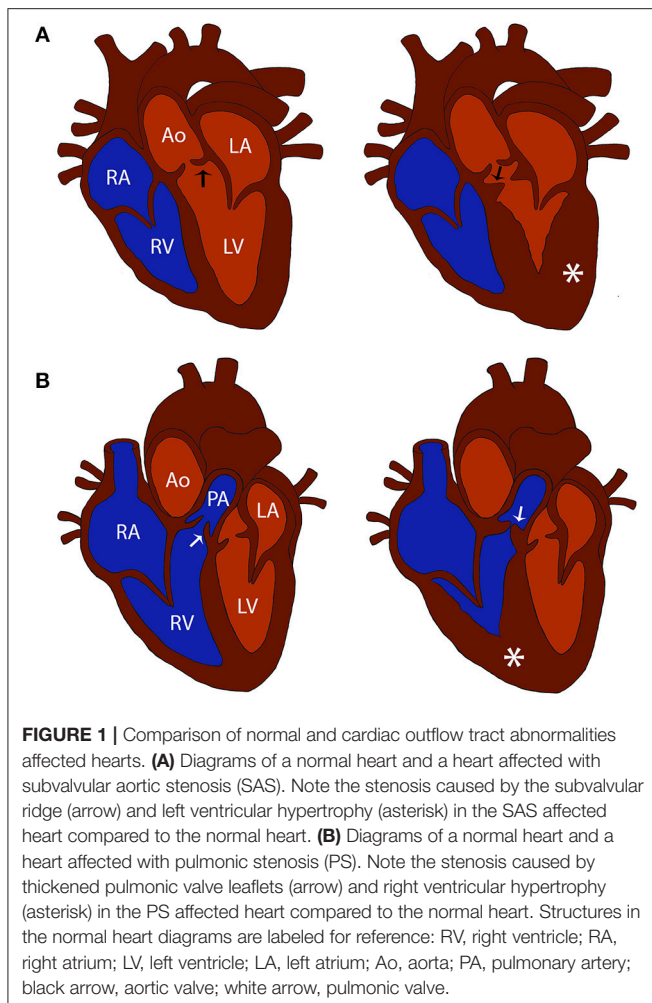 A
Ao
LA
RA
RV
LV
*
B
Ao
PA
LA
RA
RV
LV
*
FIGURE 1 | Comparison of normal and cardiac outflow tract abnormalities
affected hearts. (A) Diagrams of a normal heart and a heart affected with
subvalvular aortic stenosis (SAS). Note the stenosis caused by the subvalvular
ridge (arrow) and left ventricular hypertrophy (asterisk) in the SAS affected
heart compared to the normal heart. (B) Diagrams of a normal heart and a
heart affected with pulmonic stenosis (PS). Note the stenosis caused by
thickened pulmonic valve leaflets (arrow) and right ventricular hypertrophy
(asterisk) in the PS affected heart compared to the normal heart. Structures in
the normal heart diagrams are labeled for reference: RV, right ventricle; RA,
right atrium; LV, left ventricle; LA, left atrium; Ao, aorta; PA, pulmonary artery;
black arrow, aortic valve; white arrow, pulmonic valve.